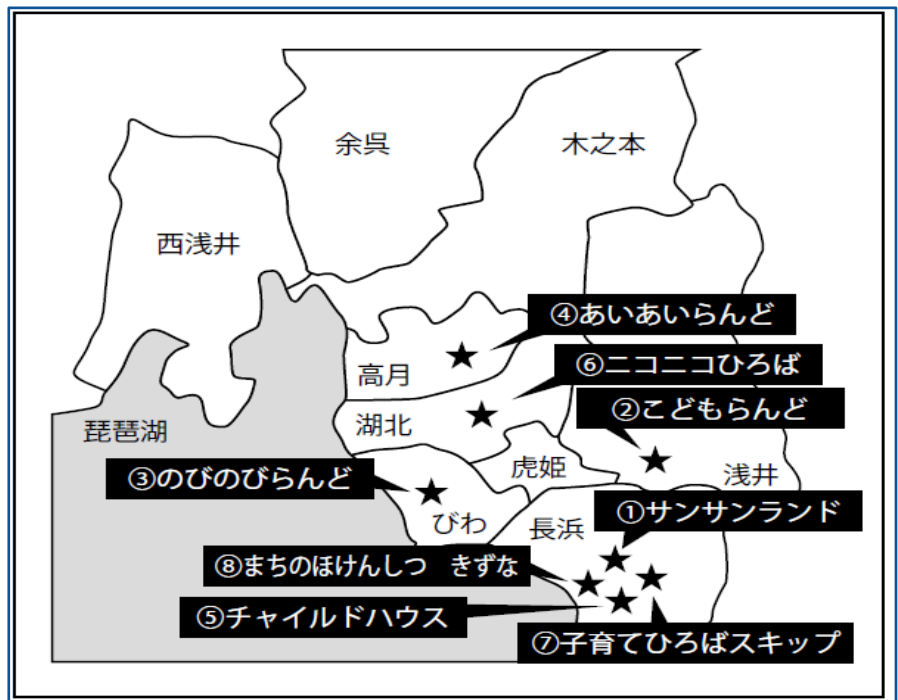 余呉
木之本
西浅井
④あいあいらんど
高月
⑥ニコニコひろば
②こどもらんど
湖北
琵琶湖
虎姫
浅井
③のびのびらんど
①サンサンランド
びわ
長浜
⑧まちのほけんしつ　きずな
⑤チャイルドハウス
⑦子育てひろばスキップ